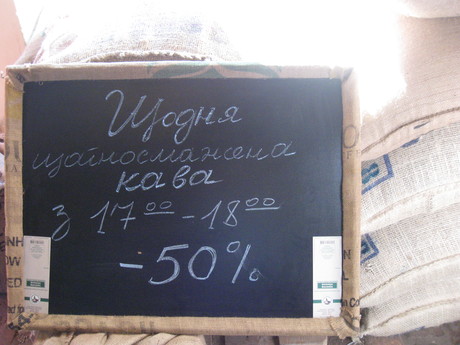 Щодня
щойносмажена
кава
з 17⁰⁰ - 18⁰⁰
-50%